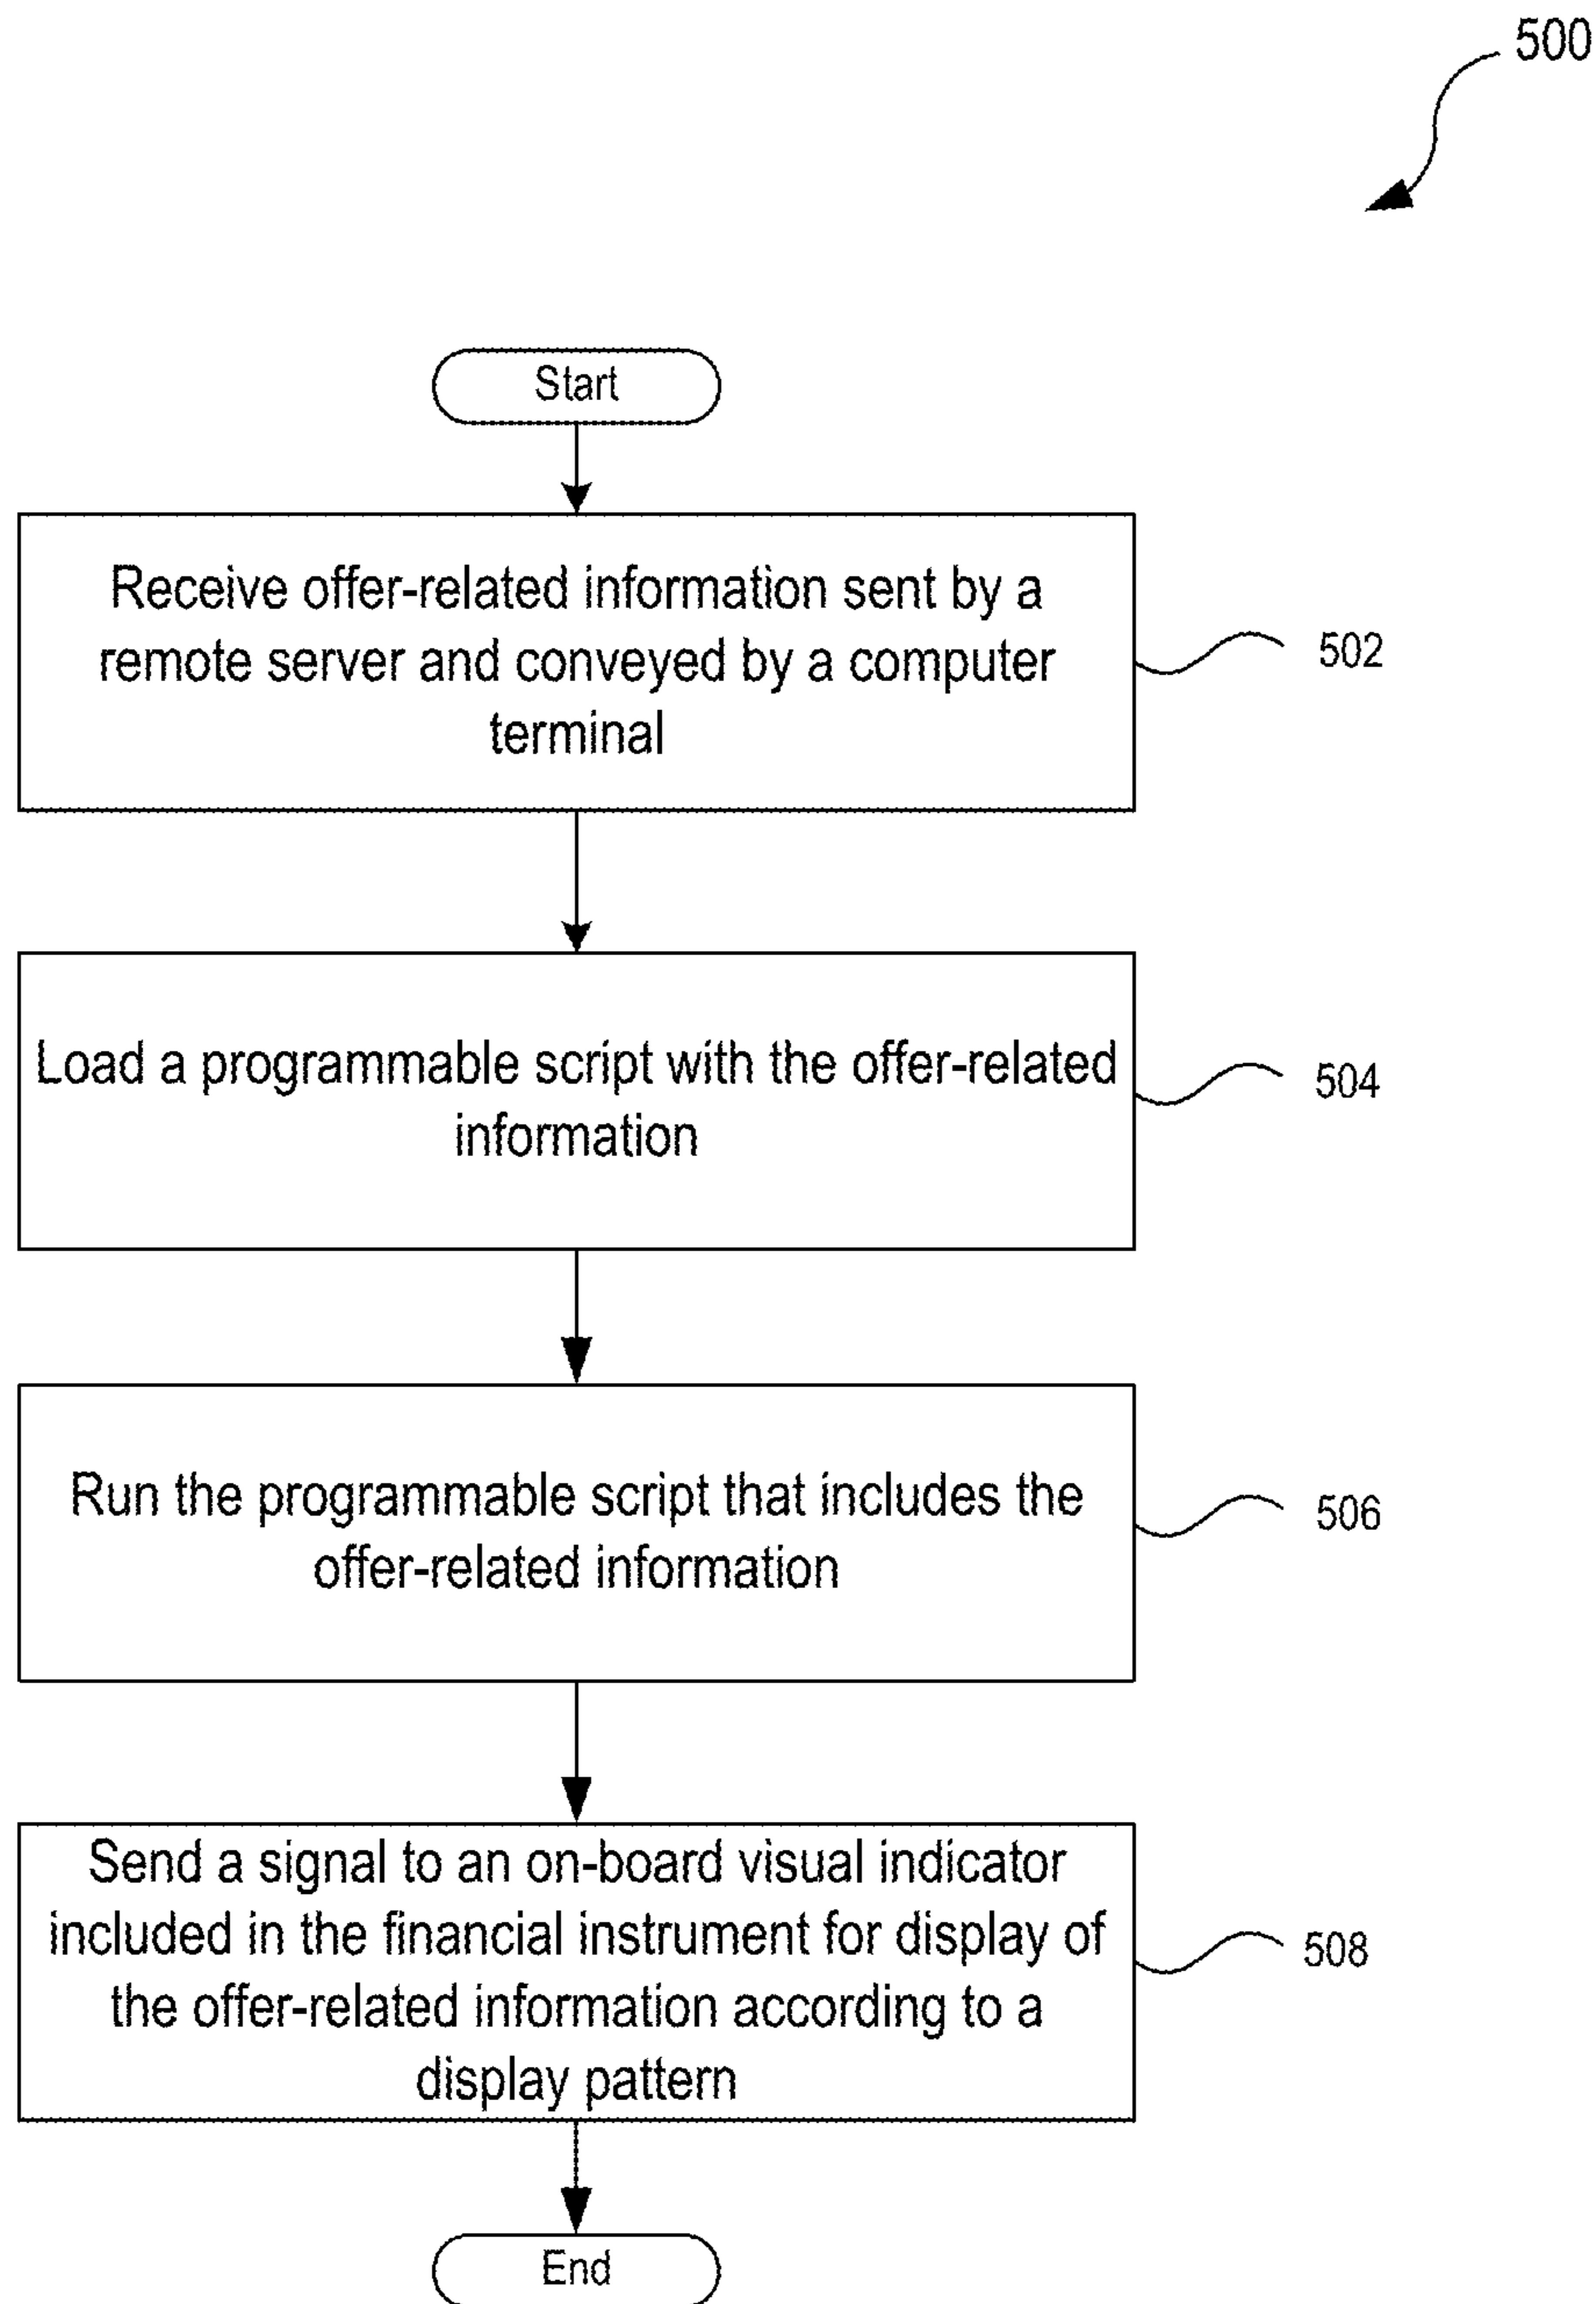 500
Start
Receive offer-related information sent by a
remote server and conveyed by a computer
terminal
502
Load a programmable script with the offer-related
information
504
Run the programmable script that includes the
offer-related information
506
Send a signal to an on-board visual indicator
included in the financial instrument for display of
the offer-related information according to a
display pattern
508
End